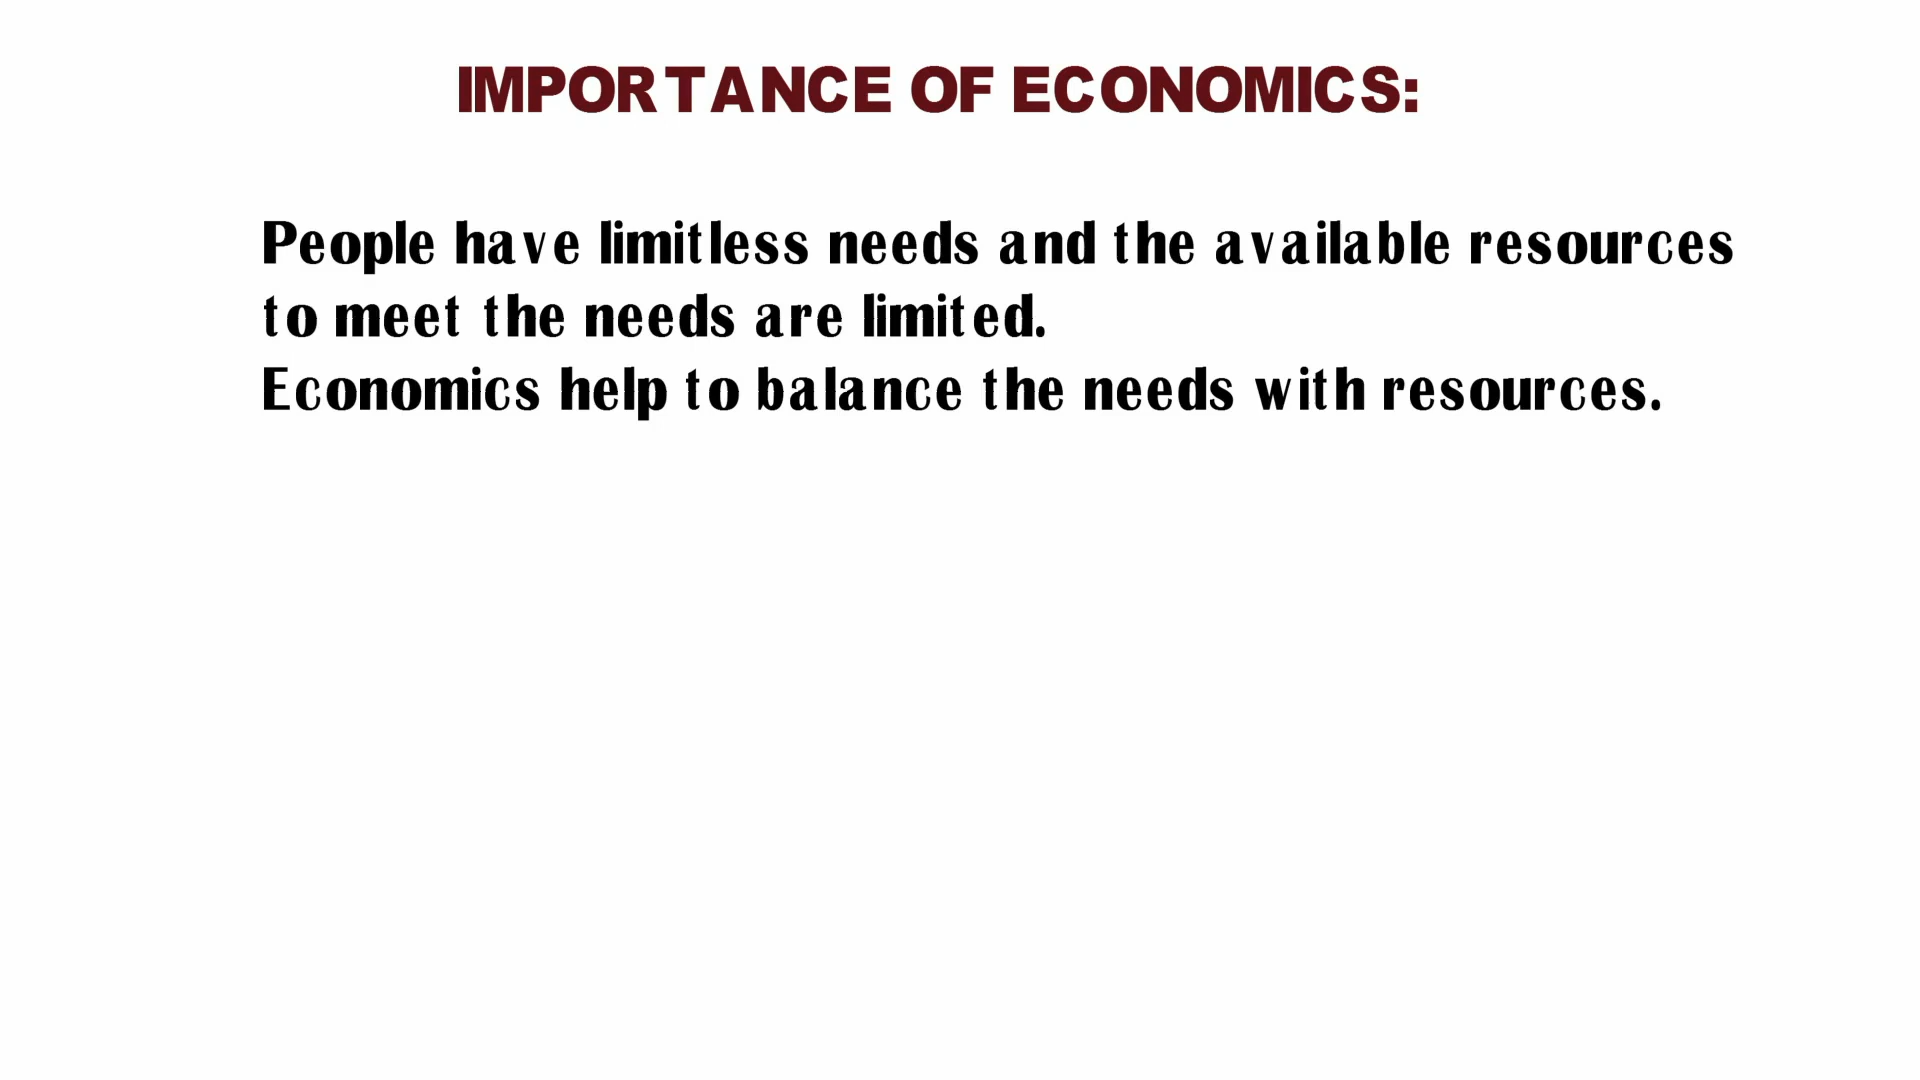 IMPORTANCE OF ECONOMICS:
People have limitless needs and the available resources
to meet the needs are limited.
Economics help to balance the needs with resources.